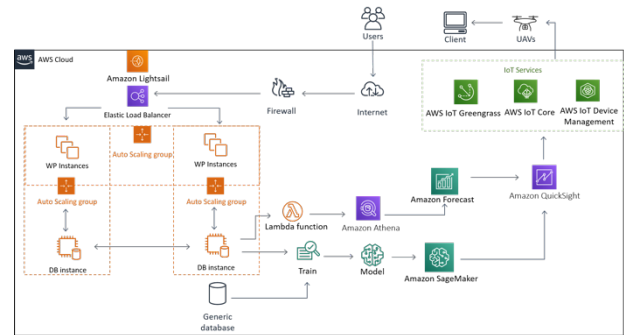 Users
Client
UAVs
aws
AWS Cloud
Amazon Lightsail
IoT Services
Elastic Load Balancer
Firewall
Internet
AWS IoT Greengrass
AWS IoT Core
AWS IoT Device
Management
WP Instances
Auto Scaling group
WP Instances
Auto Scaling group
Auto Scaling group
Lambda function
Amazon Athena
Amazon Forecast
Amazon QuickSight
DB instance
DB instance
Train
Model
Amazon SageMaker
Generic
database